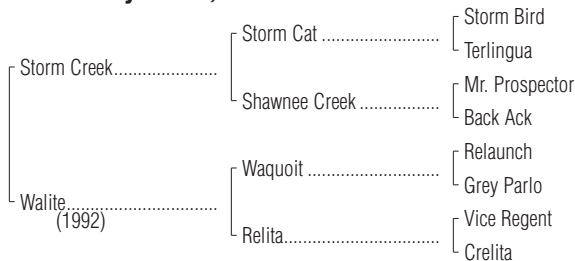 Storm Bird
Storm Cat ..............................
Terlingua
Storm Creek..........................
Mr. Prospector
Shawnee Creek ....................
Back Ack
Relaunch
Waquoit .................................
Grey Parlo
Walite......................................
(1992)
Vice Regent
Relita.......................................
Crelita